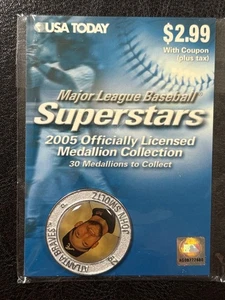 USA TODAY
$2.99
With Coupon
(plus tax)
Major League Baseball
Superstars
2005 Officially Licensed
Medallion Collection
30 Medallions to Collect
JOHN SMOLTZ
ATLANTA BRAVES